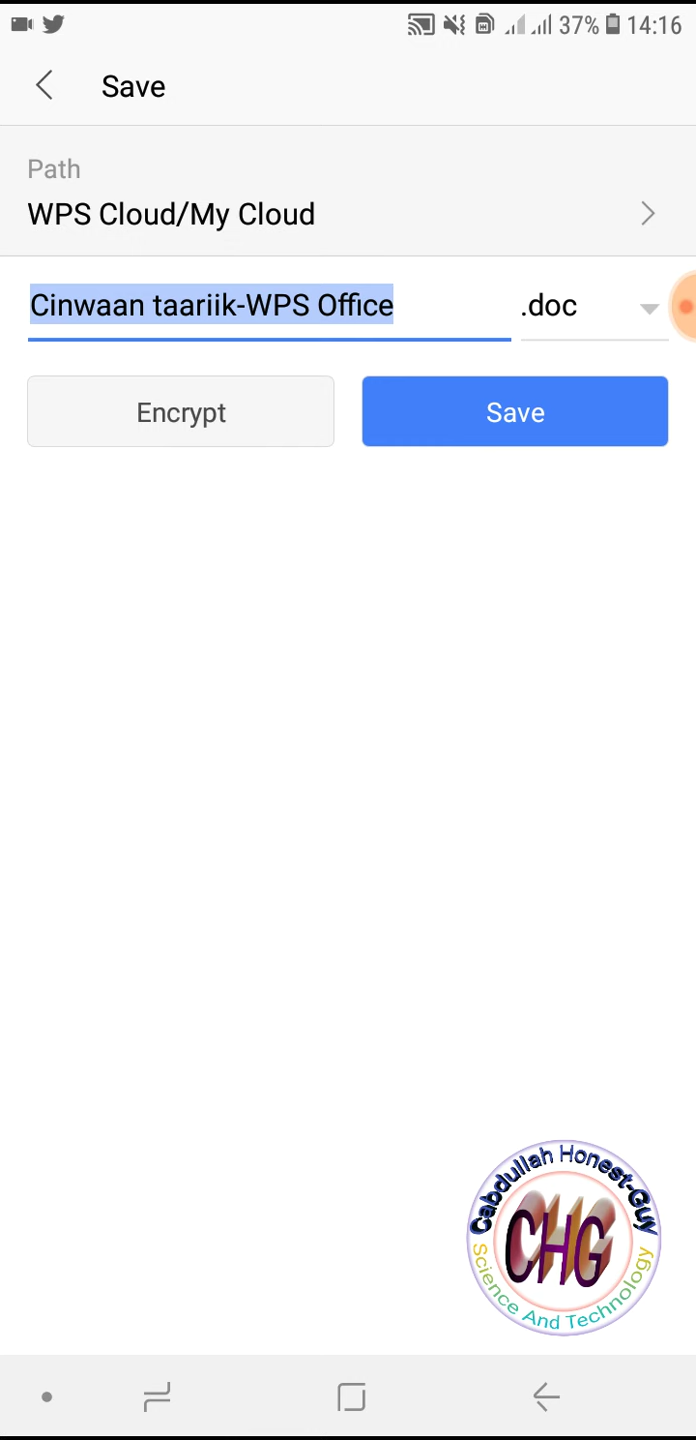 37% 14:16
Save
Path
WPS Cloud/My Cloud
Cinwaan taariik-WPS Office .doc
Encrypt Save
Cabdullah Honest-Guy
CHG
Science And Technology